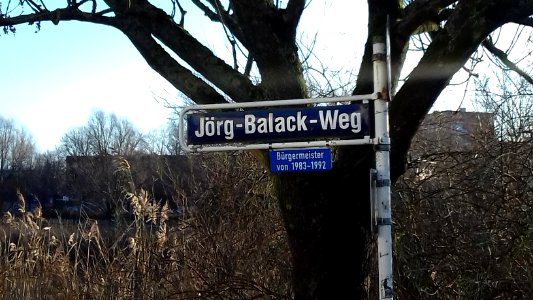 Jörg-Balack-Weg
Bürgermeister
von 1983-1992